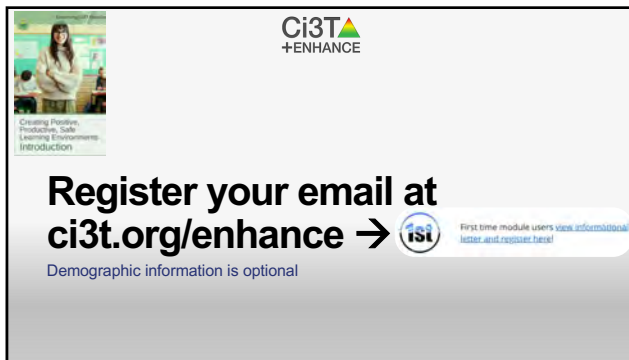 Ci3T
+ENHANCE
Creating Positive,
Productive, Safe
Learning Environments
Introduction
Register your email at
ci3t.org/enhance →
1st
First time module users view informational
letter and register here!
Demographic information is optional